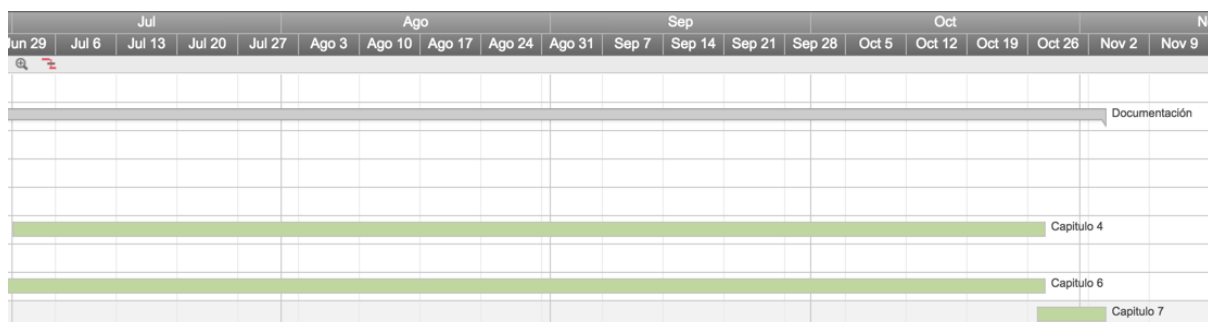 Jul Ago Sep Oct N
Jun 29 Jul 6 Jul 13 Jul 20 Jul 27 Ago 3 Ago 10 Ago 17 Ago 24 Ago 31 Sep 7 Sep 14 Sep 21 Sep 28 Oct 5 Oct 12 Oct 19 Oct 26 Nov 2 Nov 9
Documentación
Capitulo 4
Capitulo 6
Capitulo 7